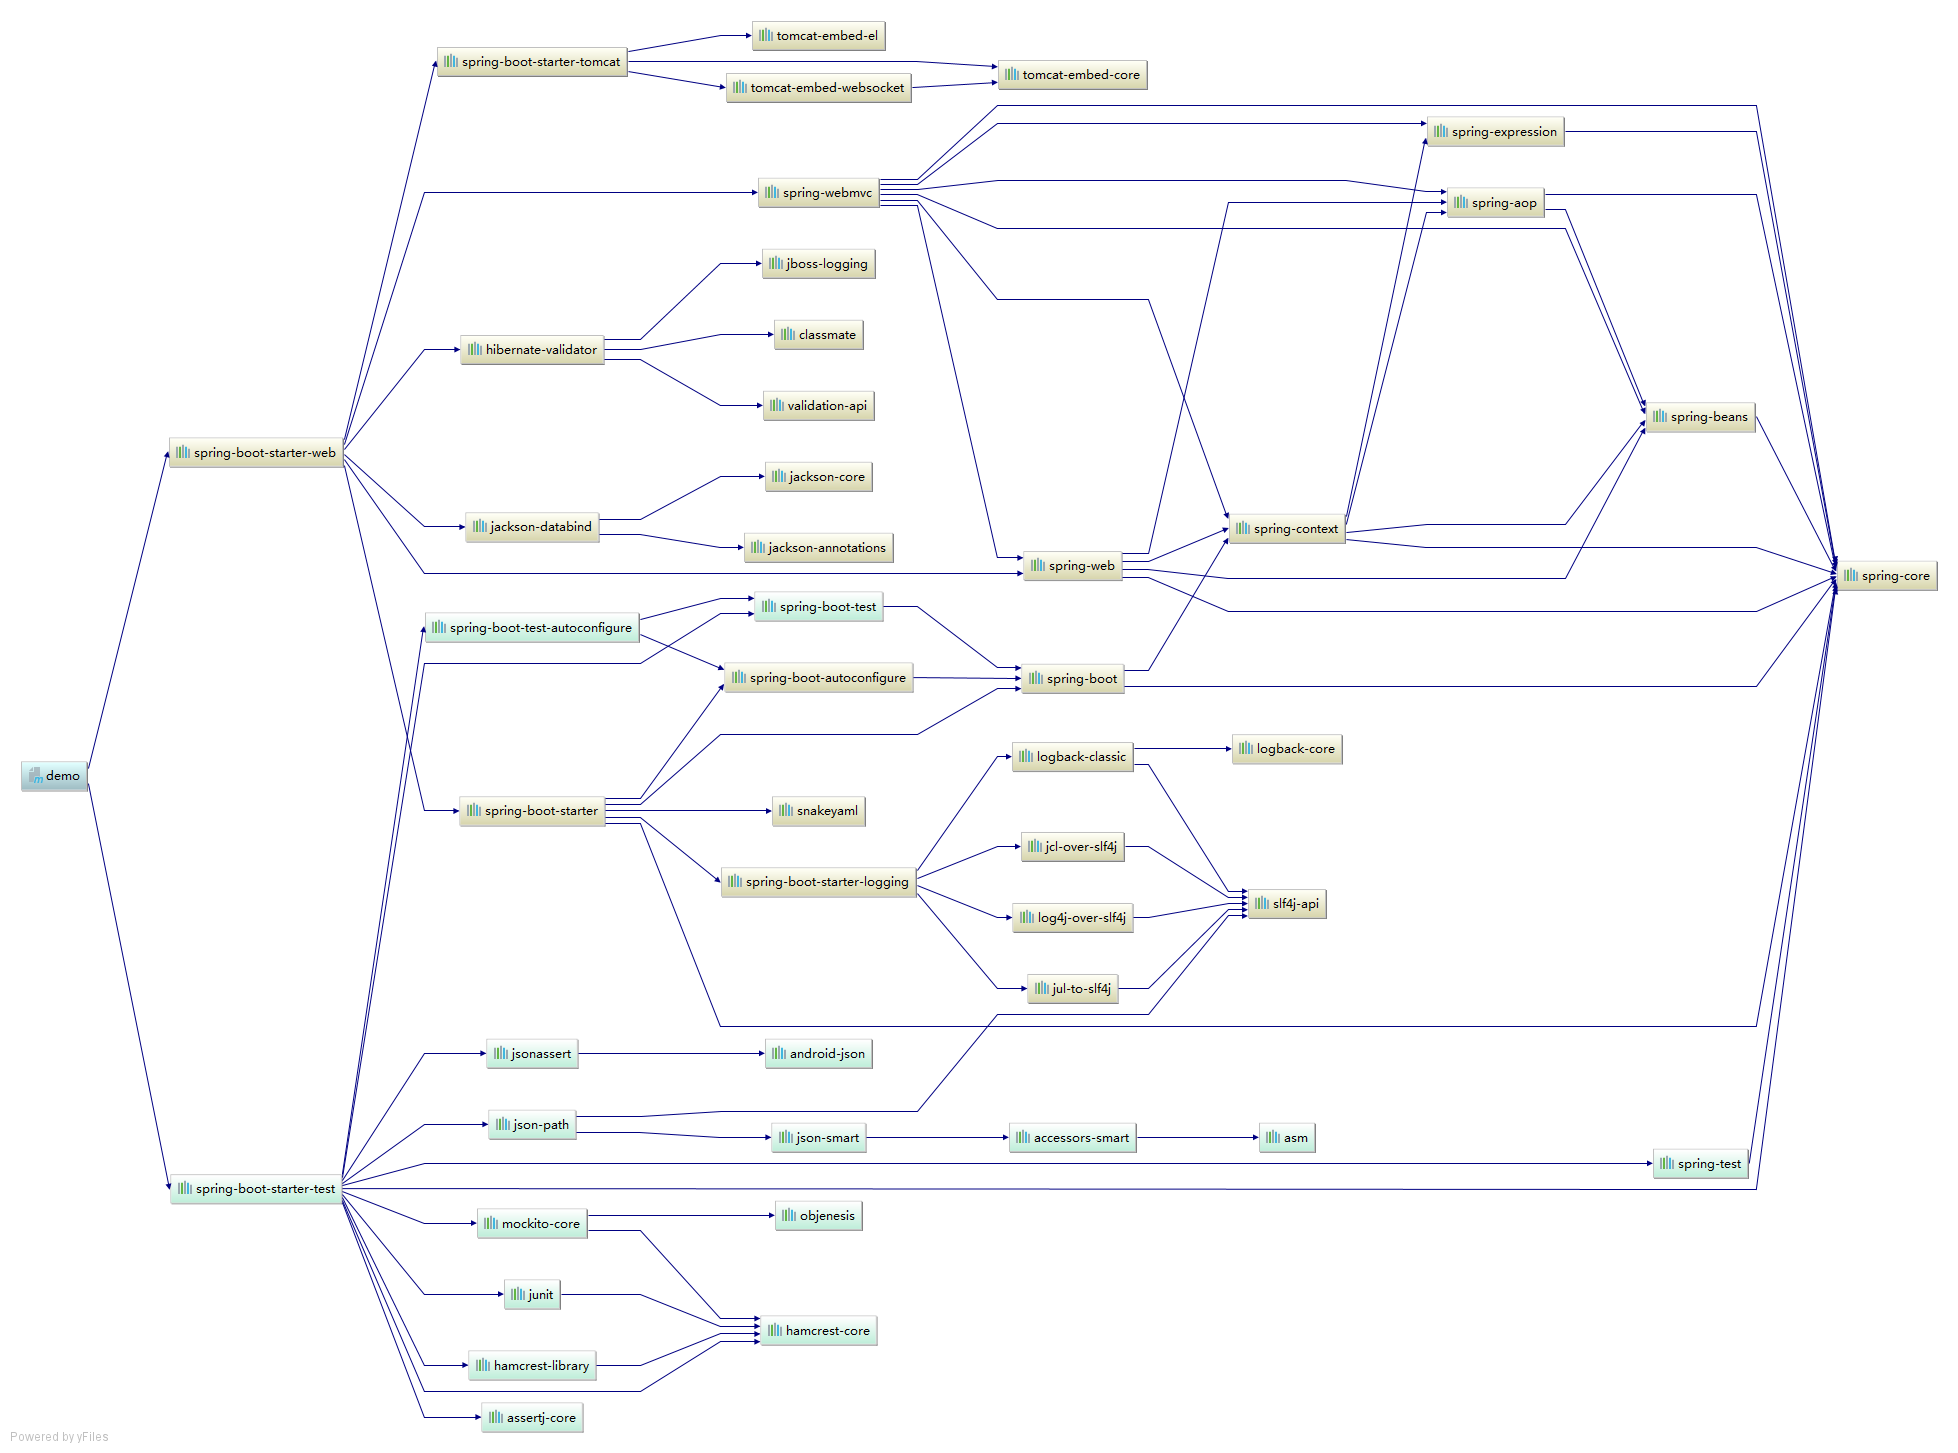 tomcat-embed-el
spring-boot-starter-tomcat
tomcat-embed-core
tomcat-embed-websocket
spring-expression
spring-webmvc
spring-aop
jboss-logging
classmate
hibernate-validator
validation-api
spring-beans
spring-boot-starter-web
jackson-core
jackson-databind
spring-context
jackson-annotations
spring-web
spring-core
spring-boot-test
spring-boot-test-autoconfigure
spring-boot-autoconfigure
spring-boot
logback-core
logback-classic
demo
spring-boot-starter
snakeyaml
jcl-over-slf4j
spring-boot-starter-logging
slf4j-api
log4j-over-slf4j
jul-to-slf4j
jsonassert
android-json
json-path
json-smart
accessors-smart
asm
spring-test
spring-boot-starter-test
objenesis
mockito-core
junit
hamcrest-core
hamcrest-library
assertj-core
Powered by yFiles